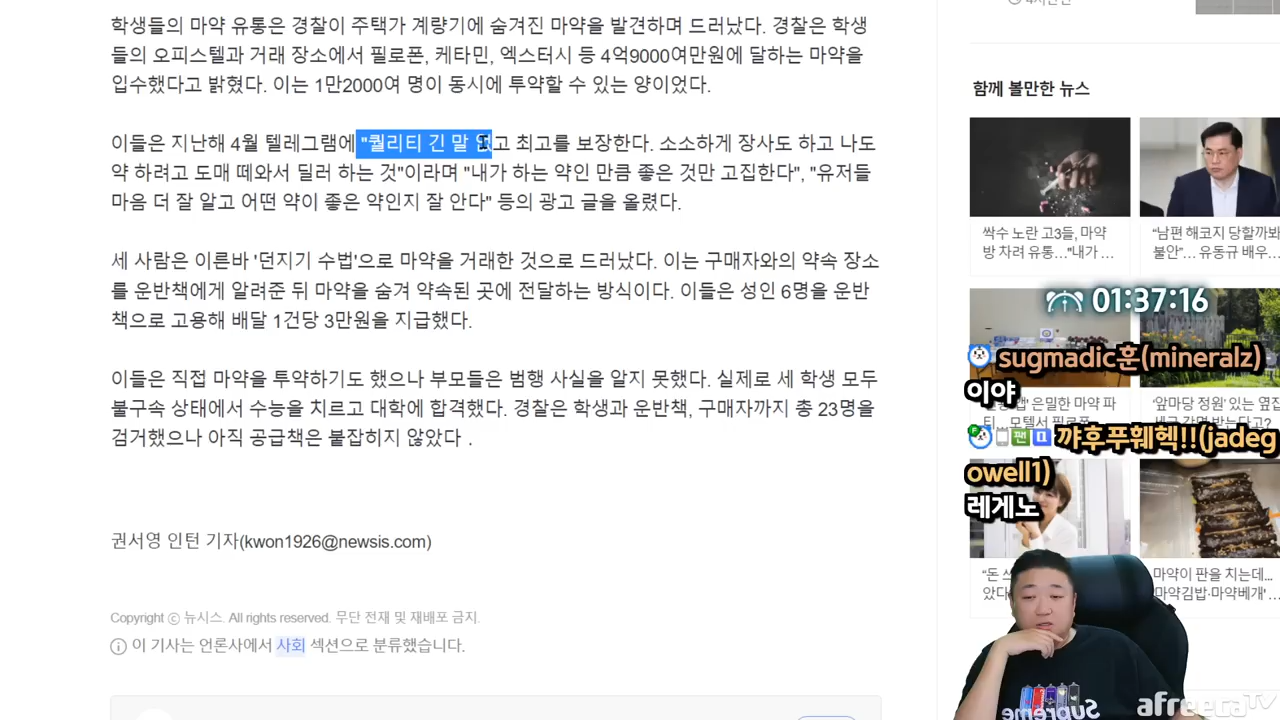 학생들의 마약 유통은 경찰이 주택가 계량기에 숨겨진 마약을 발견하며 드러났다. 경찰은 학생
들의 오피스텔과 거래 장소에서 필로폰, 케타민, 엑스터시 등 4억9000여만원에 달하는 마약을
입수했다고 밝혔다. 이는 1만2000여 명이 동시에 투약할 수 있는 양이었다.
이들은 지난해 4월 텔레그램에 "퀄리티 긴 말 않고 최고를 보장한다. 소소하게 장사도 하고 나도
약 하려고 도매 떼와서 딜러 하는 것"이라며 "내가 하는 약인 만큼 좋은 것만 고집한다", "유저들
마음 더 잘 알고 어떤 약이 좋은 약인지 잘 안다" 등의 광고 글을 올렸다.
세 사람은 이른바 '던지기 수법'으로 마약을 거래한 것으로 드러났다. 이는 구매자와의 약속 장소
를 운반책에게 알려준 뒤 마약을 숨겨 약속된 곳에 전달하는 방식이다. 이들은 성인 6명을 운반
책으로 고용해 배달 1건당 3만원을 지급했다.
이들은 직접 마약을 투약하기도 했으나 부모들은 범행 사실을 알지 못했다. 실제로 세 학생 모두
불구속 상태에서 수능을 치르고 대학에 합격했다. 경찰은 학생과 운반책, 구매자까지 총 23명을
검거했으나 아직 공급책은 붙잡히지 않았다 .
권서영 인턴 기자(kwon1926@newsis.com)
Copyright ⓒ 뉴시스. All rights reserved. 무단 전재 및 재배포 금지.
이 기사는 언론사에서 사회 섹션으로 분류했습니다.
함께 볼만한 뉴스
싹수 노란 고3들, 마약
방 차려 유통…"내가 …
"남편 해코지 당할까봐
불안"… 유동규 배우…
01:37:16
sugmadic훈(mineralz)
이야
은밀한 마약 파
티…모텔서 필로폰
'앞마당 정원' 있는 옆집
팬
꺄후푸훼헥!!(jadeg
owell1)
레게노
"돈
았다
마약이 판을 치는데...
마약김밥·마약베개' …
Supreme
afreecaTV